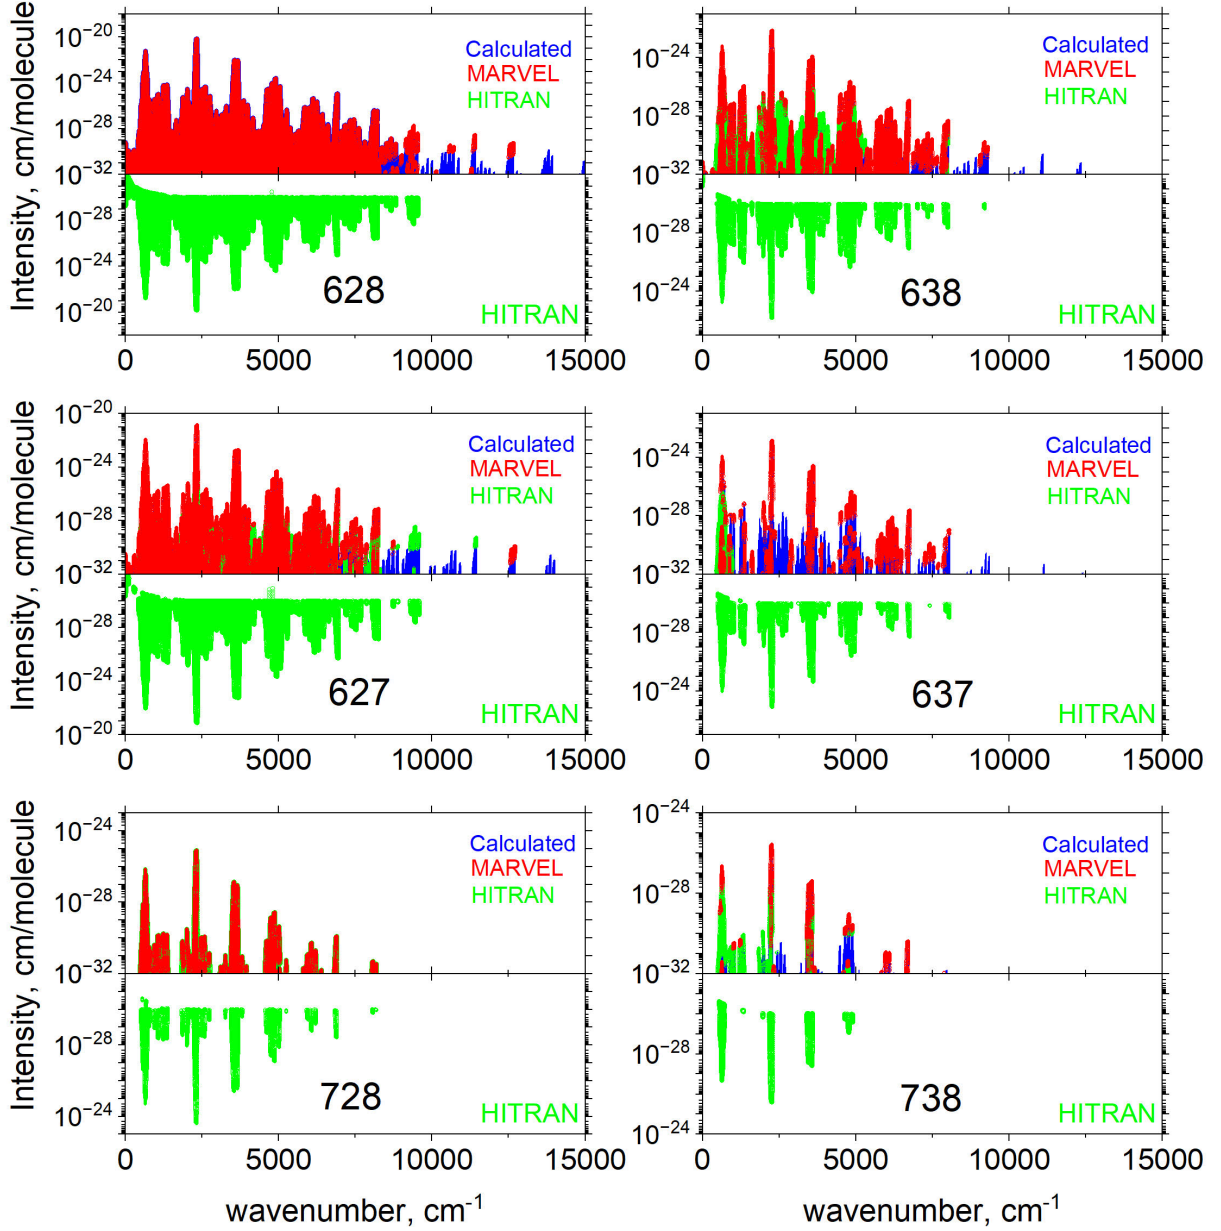 Intensity, cm/molecule
10⁻²⁰
10⁻²⁴
10⁻²⁸
10⁻³²
Calculated
MARVEL
HITRAN
10⁻²⁸
10⁻²⁴
10⁻²⁰
628
HITRAN
0 5000 10000 15000
10⁻²⁴
10⁻²⁸
10⁻³²
Calculated
MARVEL
HITRAN
10⁻²⁸
10⁻²⁴
638
HITRAN
0 5000 10000 15000
Intensity, cm/molecule
10⁻²⁰
10⁻²⁴
10⁻²⁸
10⁻³²
Calculated
MARVEL
HITRAN
10⁻²⁸
10⁻²⁴
10⁻²⁰
627
HITRAN
0 5000 10000 15000
10⁻²⁴
10⁻²⁸
10⁻³²
Calculated
MARVEL
HITRAN
10⁻²⁸
10⁻²⁴
637
HITRAN
0 5000 10000 15000
Intensity, cm/molecule
10⁻²⁴
10⁻²⁸
10⁻³²
Calculated
MARVEL
HITRAN
10⁻²⁸
10⁻²⁴
728
HITRAN
0 5000 10000 15000
wavenumber, cm⁻¹
10⁻²⁴
10⁻²⁸
10⁻³²
Calculated
MARVEL
HITRAN
10⁻²⁸
10⁻²⁴
738
HITRAN
0 5000 10000 15000
wavenumber, cm⁻¹